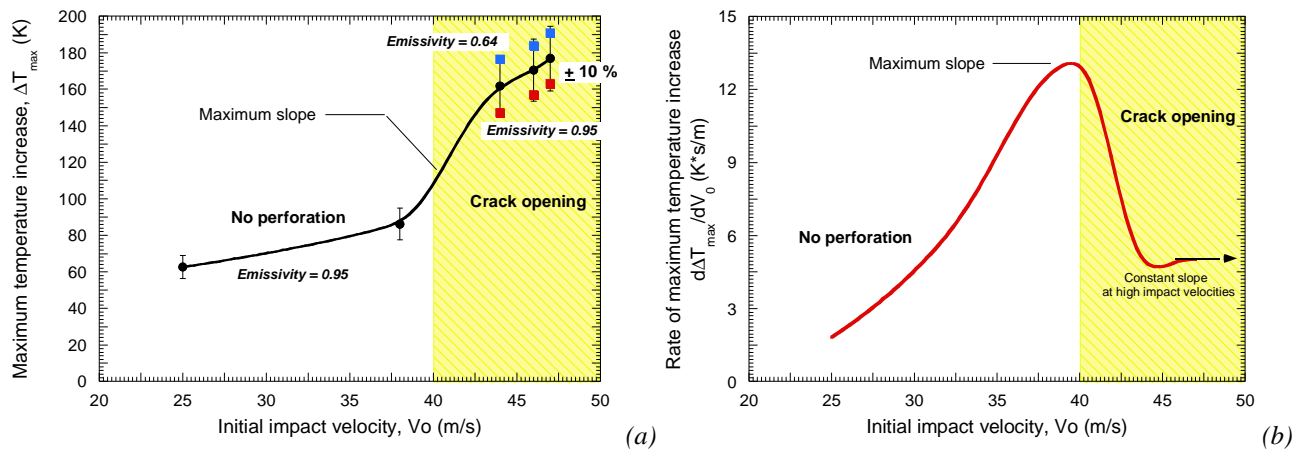 Maximum temperature increase, ΔT_max (K)
200
180
160
140
120
100
80
60
40
20
0
Emissivity = 0.64
± 10 %
Maximum slope
Emissivity = 0.95
No perforation
Crack opening
Emissivity = 0.95
20 25 30 35 40 45 50
Initial impact velocity, Vo (m/s)
(a)
Rate of maximum temperature increase
dΔT_max/dV_0 (K*s/m)
15
12
9
6
3
0
Maximum slope
Crack opening
No perforation
Constant slope
at high impact velocities
20 25 30 35 40 45 50
Initial impact velocity, Vo (m/s)
(b)